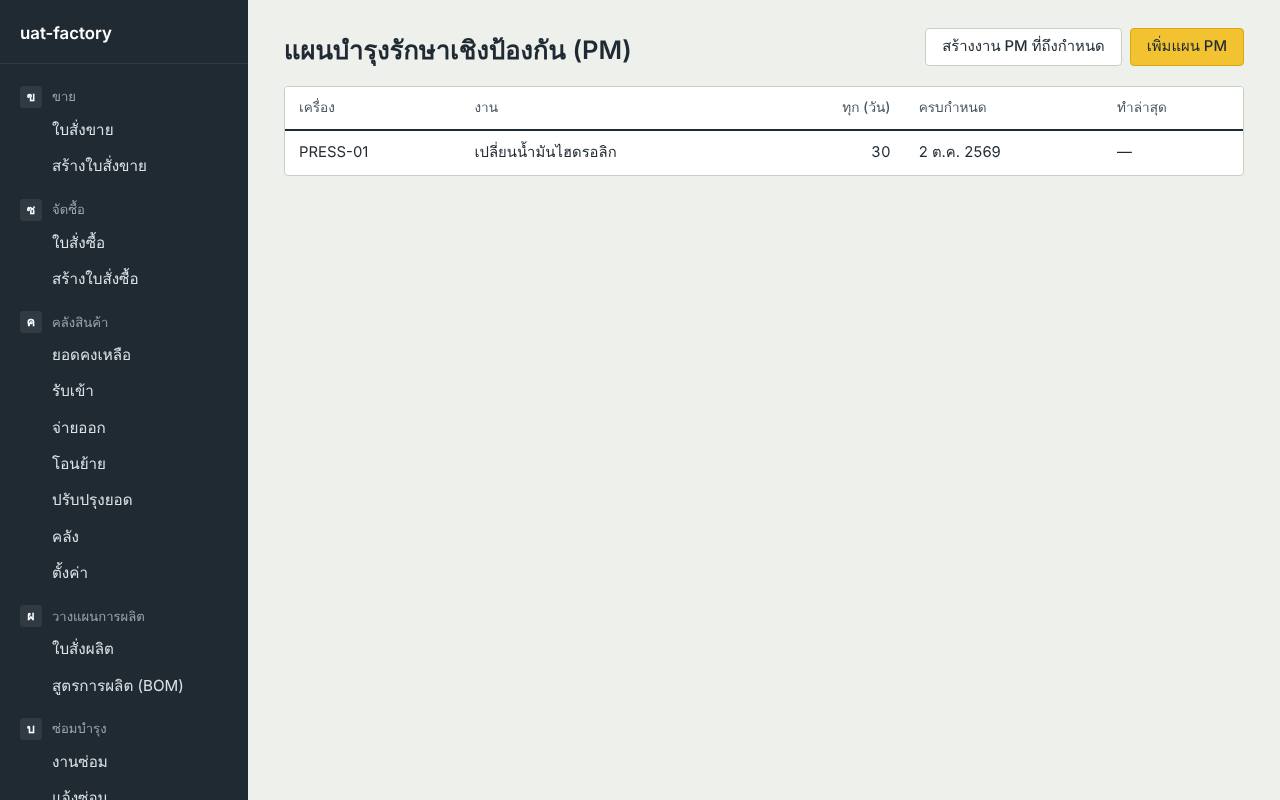 uat-factory
ข ขาย
ใบสั่งขาย
สร้างใบสั่งขาย
ซ จัดซื้อ
ใบสั่งซื้อ
สร้างใบสั่งซื้อ
ค คลังสินค้า
ยอดคงเหลือ
รับเข้า
จ่ายออก
โอนย้าย
ปรับปรุงยอด
คลัง
ตั้งค่า
ผ วางแผนการผลิต
ใบสั่งผลิต
สูตรการผลิต (BOM)
บ ซ่อมบำรุง
งานซ่อม
แจ้งซ่อม
แผนบำรุงรักษาเชิงป้องกัน (PM)
สร้างงาน PM ที่ถึงกำหนด
เพิ่มแผน PM
เครื่อง งาน ทุก (วัน) ครบกำหนด ทำล่าสุด
PRESS-01 เปลี่ยนน้ำมันไฮดรอลิก 30 2 ต.ค. 2569 —